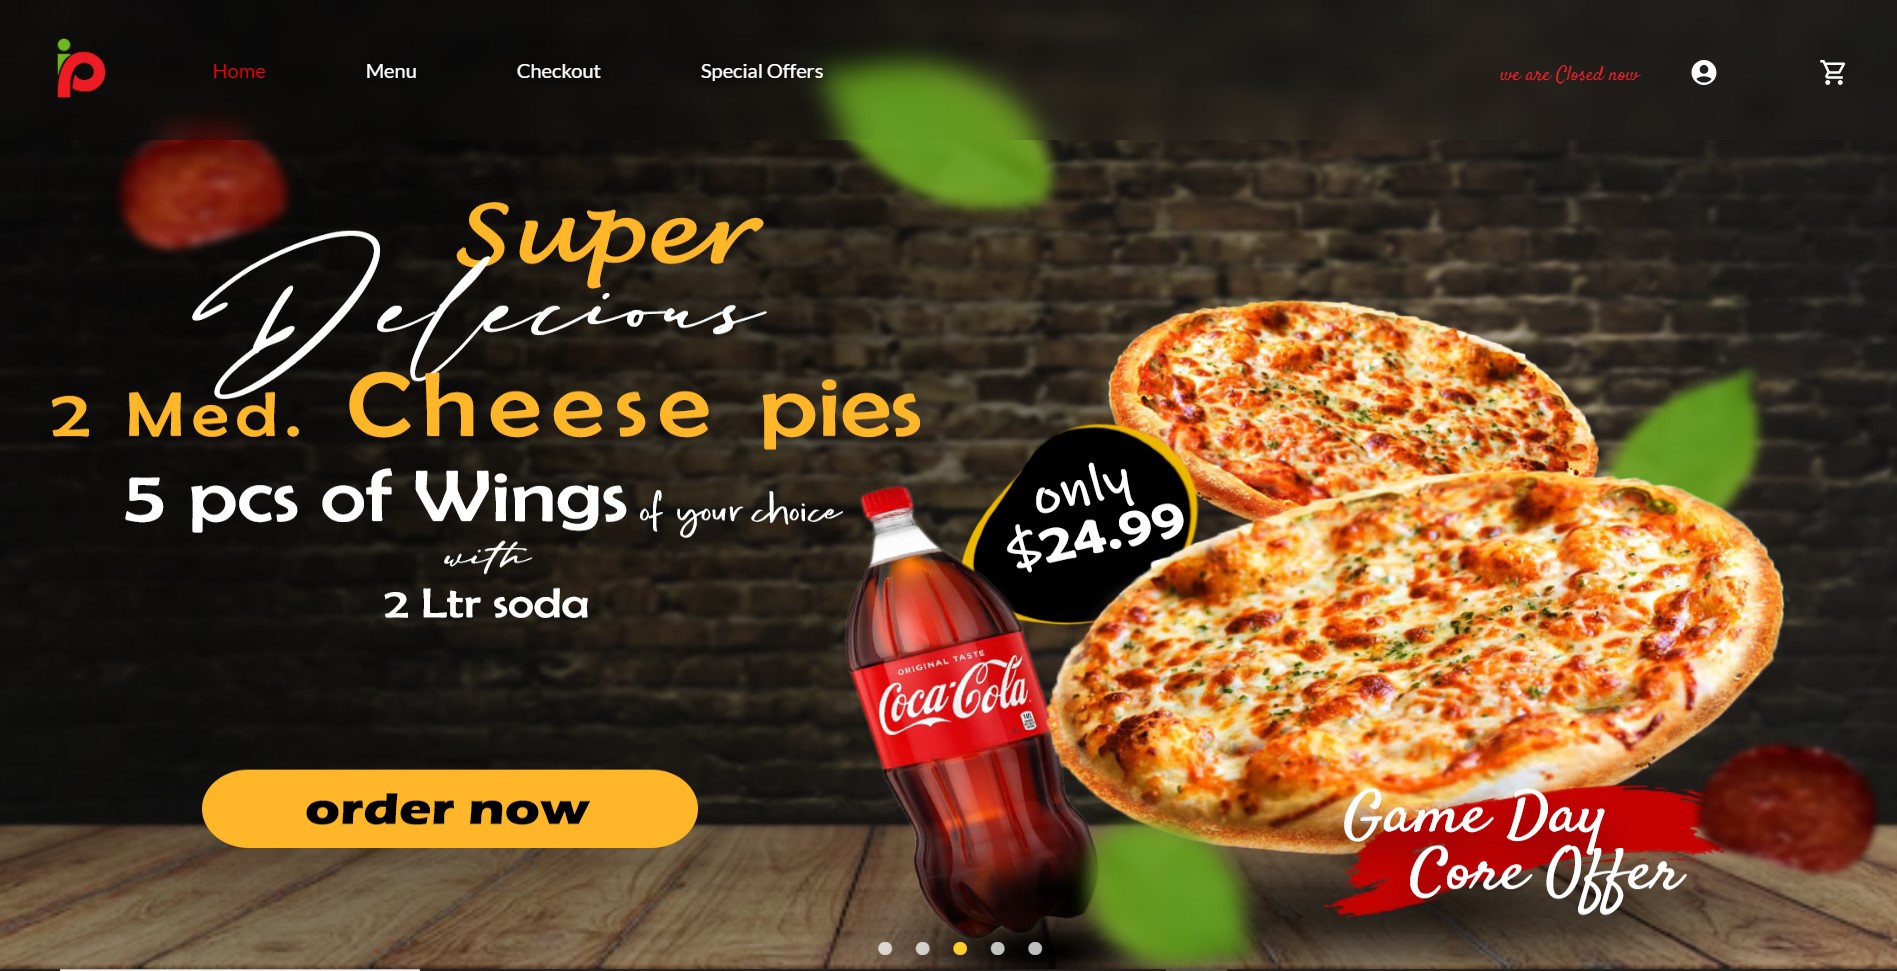 Home Menu Checkout Special Offers we are Closed now
Super
Delecious
2 Med. Cheese pies
5 pcs of Wings of your choice
with
2 Ltr soda
order now
only
$24.99
ORIGINAL TASTE
Coca-Cola
Game Day
Core Offer